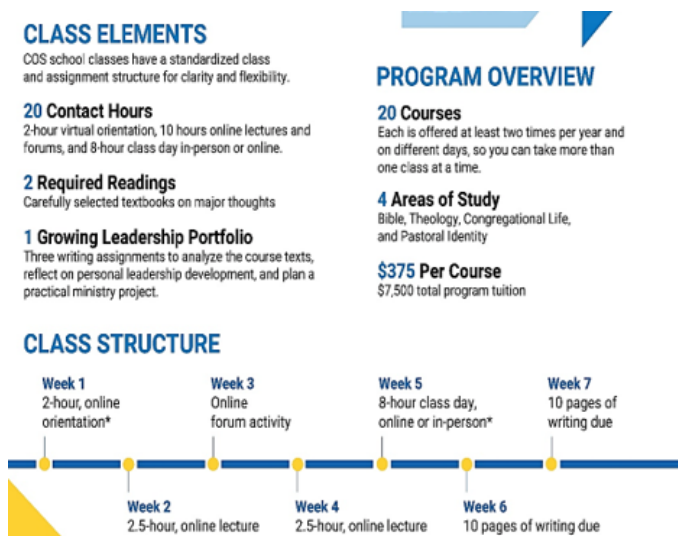 CLASS ELEMENTS
COS school classes have a standardized class
and assignment structure for clarity and flexibility.
20 Contact Hours
2-hour virtual orientation, 10 hours online lectures and
forums, and 8-hour class day in-person or online.
2 Required Readings
Carefully selected textbooks on major thoughts
1 Growing Leadership Portfolio
Three writing assignments to analyze the course texts,
reflect on personal leadership development, and plan a
practical ministry project.
PROGRAM OVERVIEW
20 Courses
Each is offered at least two times per year and
on different days, so you can take more than
one class at a time.
4 Areas of Study
Bible, Theology, Congregational Life,
and Pastoral Identity
$375 Per Course
$7,500 total program tuition
CLASS STRUCTURE
Week 1
2-hour, online
orientation*
Week 2
2.5-hour, online lecture
Week 3
Online
forum activity
Week 4
2.5-hour, online lecture
Week 5
8-hour class day,
online or in-person*
Week 6
10 pages of writing due
Week 7
10 pages of
writing due